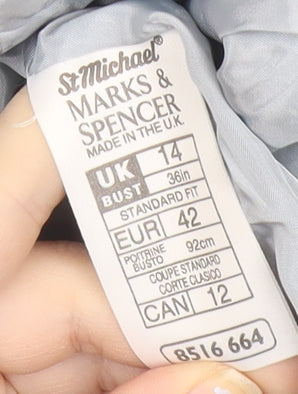 St Michael®
MARKS &
SPENCER
MADE IN THE U.K.
UK 14
BUST 36in
STANDARD FIT
EUR 42
POITRINE 92cm
BUSTO
COUPE STANDARD
CORTE CLASICO
CAN 12
8516 664